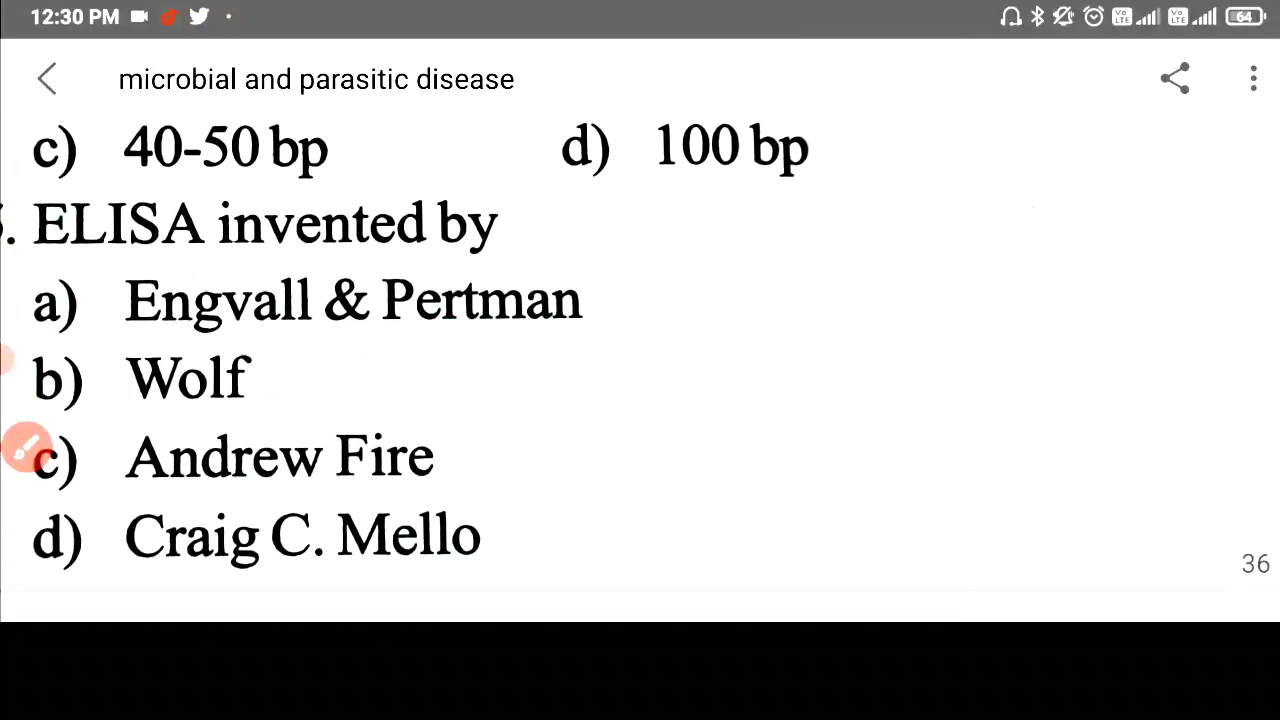 12:30 PM
64
microbial and parasitic disease
c) 40-50 bp d) 100 bp
. ELISA invented by
a) Engvall & Pertman
b) Wolf
c) Andrew Fire
d) Craig C. Mello
36